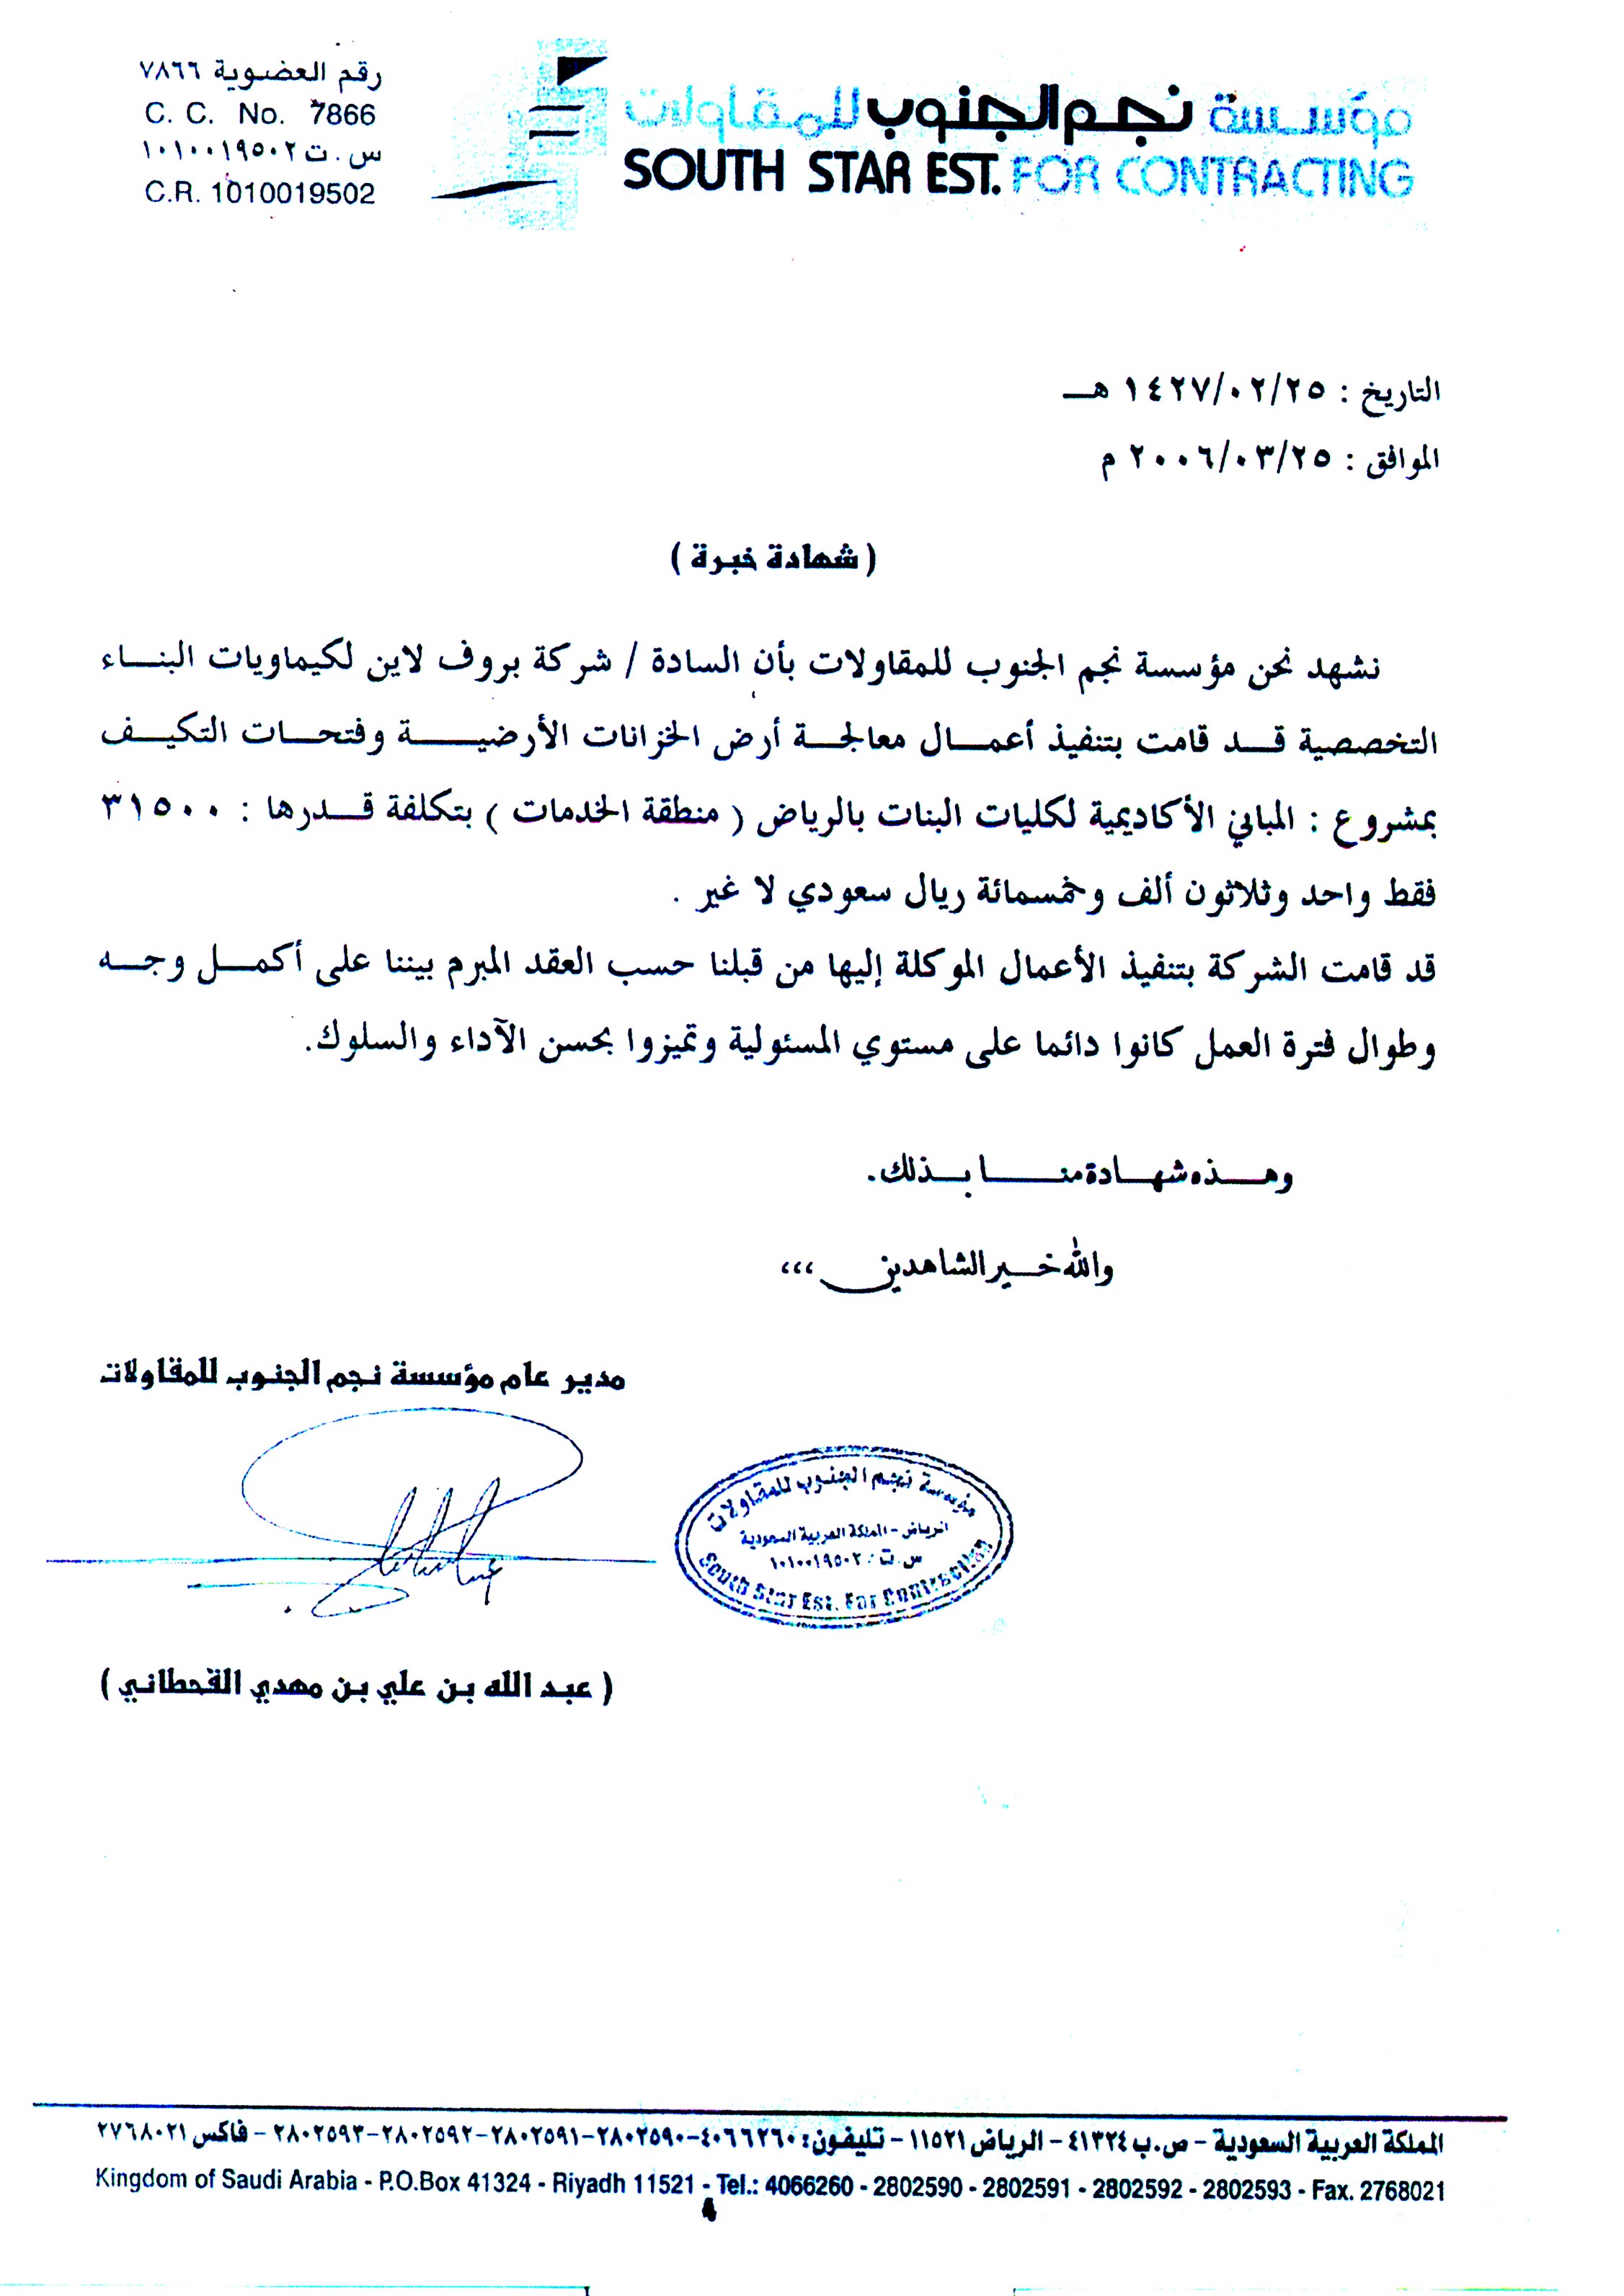 رقم العضوية ٧٨٦٦
C. C. No. 7866
س.ت ١٠١٠٠١٩٥٠٢
C.R. 1010019502
مؤسسة نجم الجنوب للمقاولات
SOUTH STAR EST. FOR CONTRACTING
التاريخ : ١٤٢٧/٠٢/٢٥ هـ
الموافق : ٢٠٠٦/٠٣/٢٥ م
( شهادة خبرة )
نشهد نحن مؤسسة نجم الجنوب للمقاولات بأن السادة / شركة بروف لاين لكيماويات البناء
التخصصية قد قامت بتنفيذ أعمال معالجة أرض الخزانات الأرضية وفتحات التكيف
بمشروع : المباني الأكاديمية لكليات البنات بالرياض ( منطقة الخدمات ) بتكلفة قدرها : ٣١٥٠٠
فقط واحد وثلاثون ألف وخمسمائة ريال سعودي لا غير .
قد قامت الشركة بتنفيذ الأعمال الموكلة إليها من قبلنا حسب العقد المبرم بيننا على أكمل وجه
وطوال فترة العمل كانوا دائما على مستوي المسئولية وتميزوا بحسن الآداء والسلوك.
وهذه شهادة منا بذلك.
والله خير الشاهدين ,,,
مدير عام مؤسسة نجم الجنوب للمقاولات
مؤسسة نجم الجنوب للمقاولات
الرياض - المملكة العربية السعودية
س.ت : ١٠١٠٠١٩٥٠٢
South Star Est. For Contracting
( عبد الله بن علي بن مهدي القحطاني )
المملكة العربية السعودية - ص.ب ٤١٣٢٤ - الرياض ١١٥٢١ - تليفون: ٤٠٦٦٢٦٠-٢٨٠٢٥٩٠-٢٨٠٢٥٩١-٢٨٠٢٥٩٢-٢٨٠٢٥٩٣ - فاكس ٢٧٦٨٠٢١
Kingdom of Saudi Arabia - P.O.Box 41324 - Riyadh 11521 - Tel.: 4066260 - 2802590 - 2802591 - 2802592 - 2802593 - Fax. 2768021